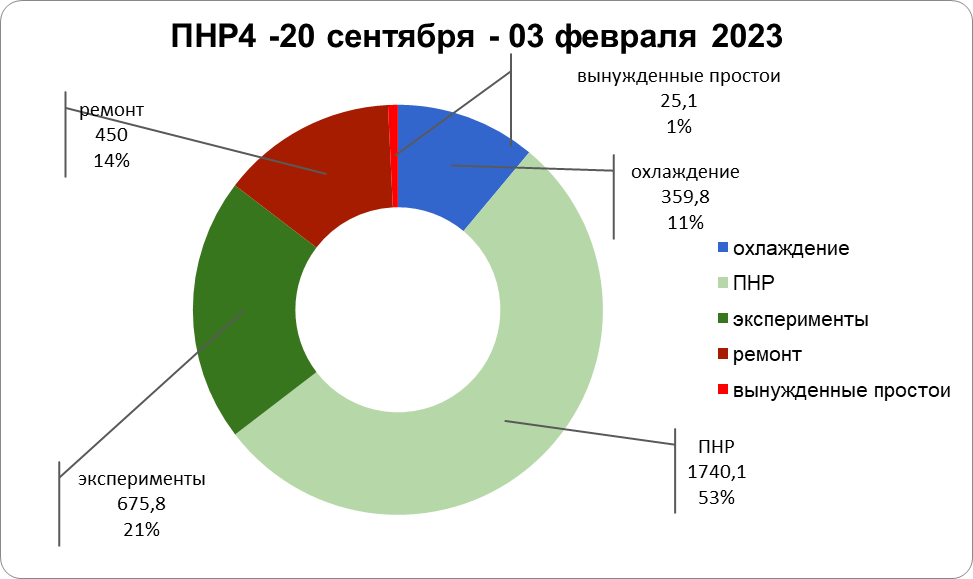 ПНР4 -20 сентября - 03 февраля 2023
вынужденные простои
25,1
1%
ремонт
450
14%
охлаждение
359,8
11%
охлаждение
ПНР
эксперименты
ремонт
вынужденные простои
ПНР
1740,1
53%
эксперименты
675,8
21%